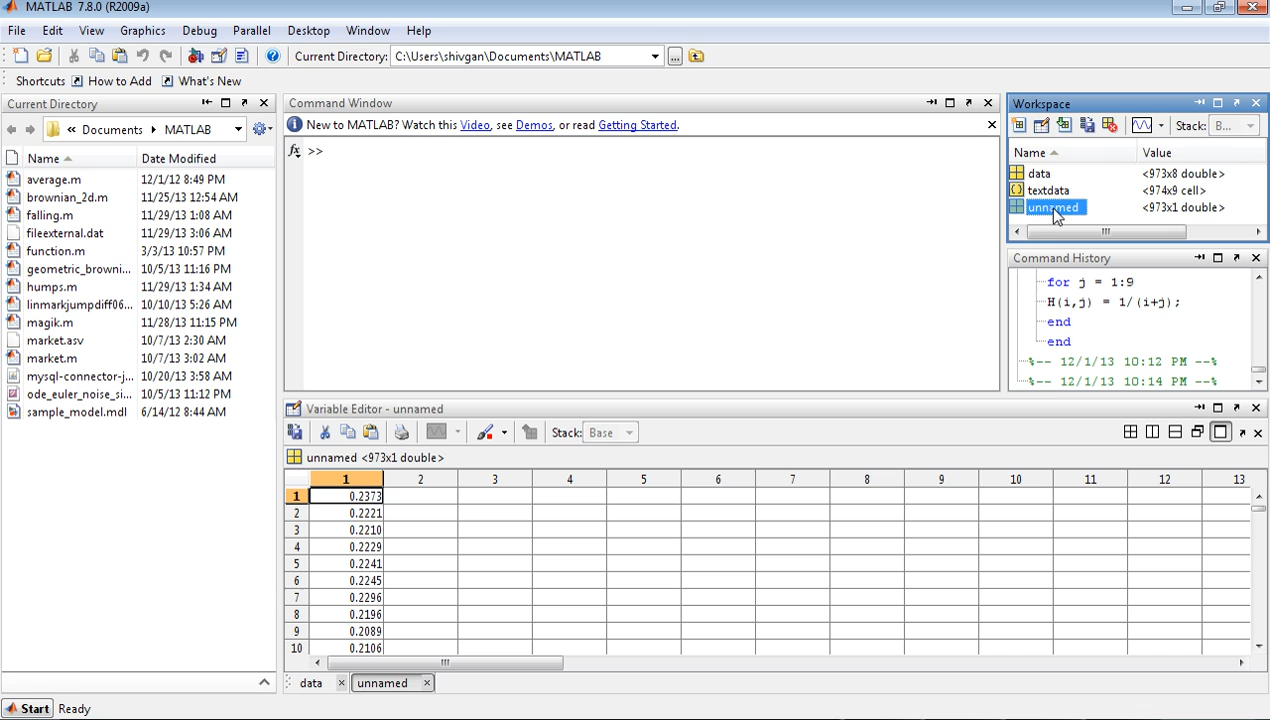 MATLAB 7.8.0 (R2009a)
File Edit View Graphics Debug Parallel Desktop Window Help
Current Directory: C:\Users\shivgan\Documents\MATLAB ...
Shortcuts How to Add What's New
Current Directory
« Documents MATLAB
Name Date Modified
average.m 12/1/12 8:49 PM
brownian_2d.m 11/25/13 12:54 AM
falling.m 11/29/13 1:08 AM
fileexternal.dat 11/29/13 3:06 AM
function.m 3/3/13 10:57 PM
geometric_browni... 10/5/13 11:16 PM
humps.m 11/29/13 1:34 AM
linmarkjumpdiff06... 10/10/13 5:26 AM
magik.m 11/28/13 11:15 PM
market.asv 10/7/13 2:30 AM
market.m 10/7/13 3:02 AM
mysql-connector-j... 10/20/13 3:58 AM
ode_euler_noise_si... 10/5/13 11:12 PM
sample_model.mdl 6/14/12 8:44 AM
Command Window
New to MATLAB? Watch this Video, see Demos, or read Getting Started.
fx >>
Workspace
Stack: B...
Name Value
data <973x8 double>
textdata <974x9 cell>
unnamed <973x1 double>
Command History
for j = 1:9
H(i,j) = 1/(i+j);
end
end
%-- 12/1/13 10:12 PM --%
%-- 12/1/13 10:14 PM --%
Variable Editor - unnamed
Stack: Base
unnamed <973x1 double>
1 2 3 4 5 6 7 8 9 10 11 12 13
1 0.2373
2 0.2221
3 0.2210
4 0.2229
5 0.2241
6 0.2245
7 0.2296
8 0.2196
9 0.2089
10 0.2106
data unnamed
Start Ready